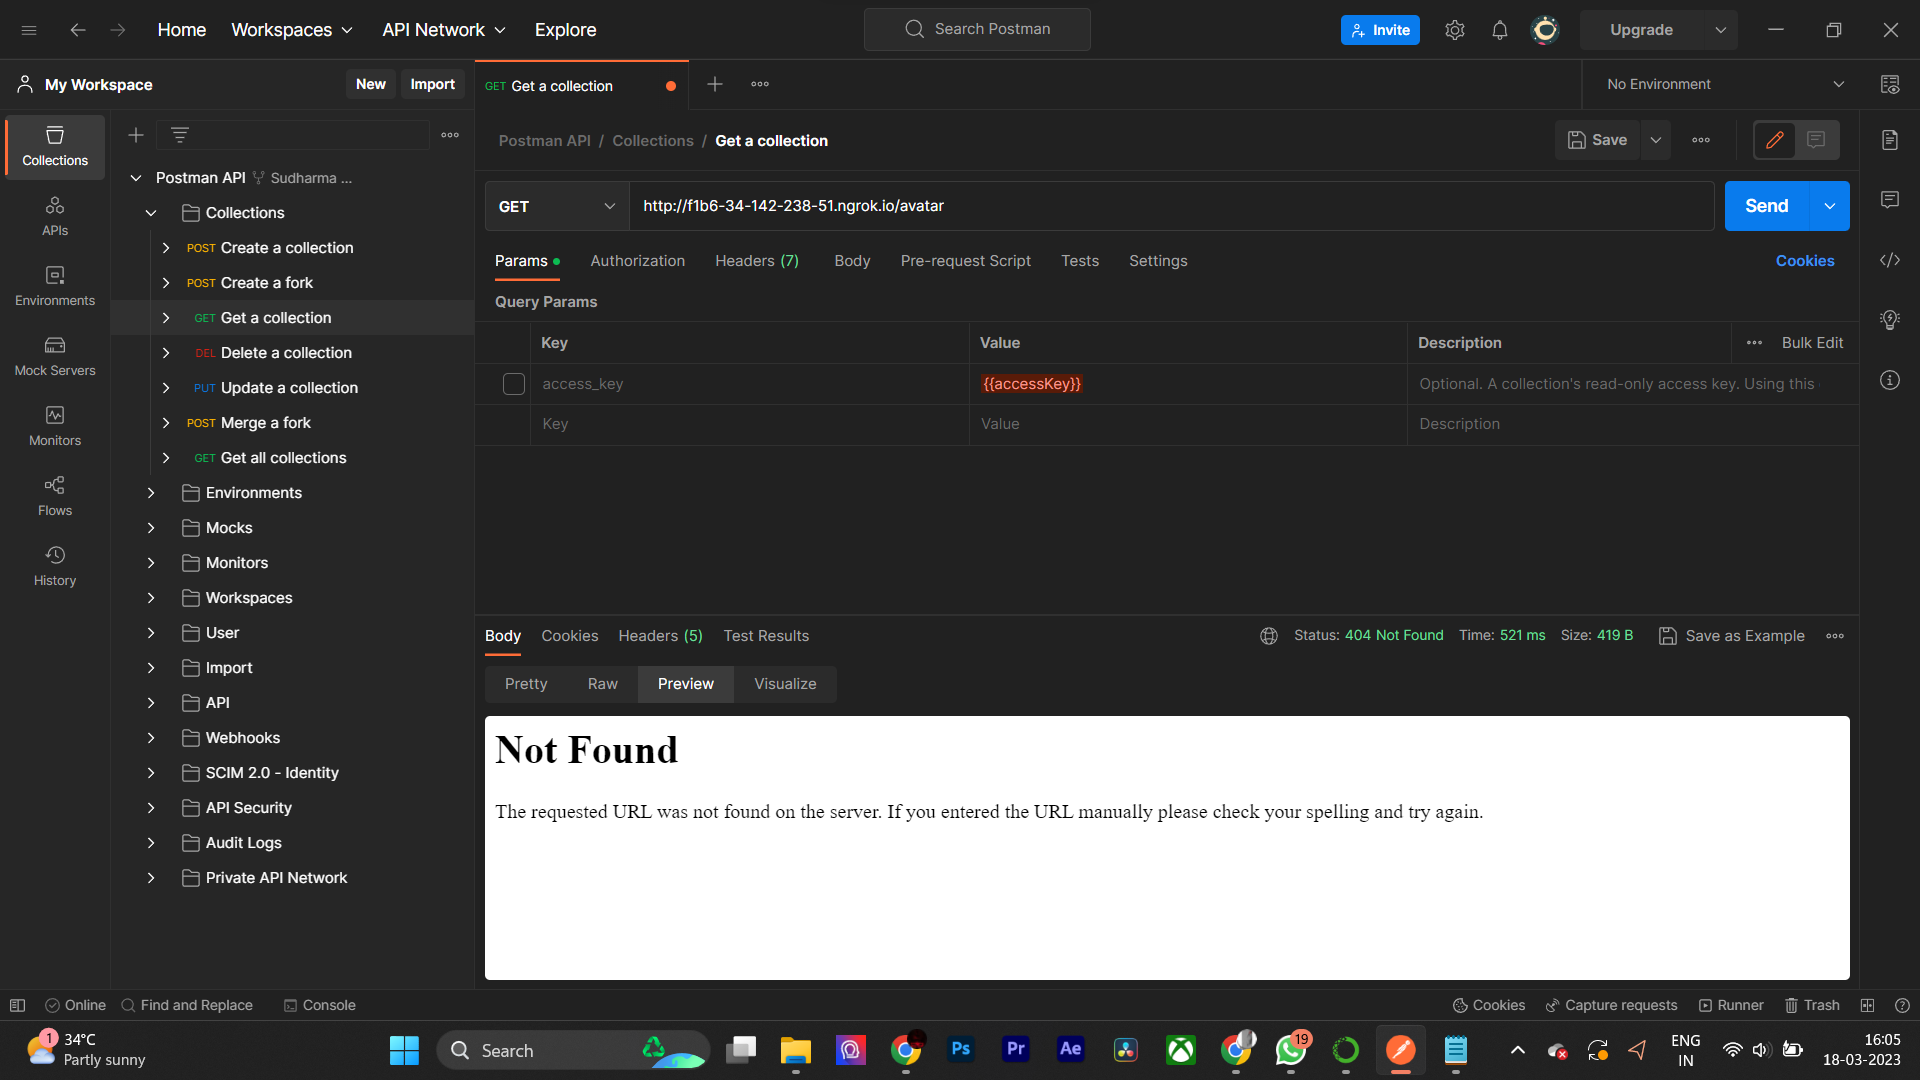 Home Workspaces API Network Explore
Search Postman
Invite
Upgrade
My Workspace
New Import
GET Get a collection
No Environment
Collections
APIs
Environments
Mock Servers
Monitors
Flows
History
Postman API Sudharma ...
Collections
POST Create a collection
POST Create a fork
GET Get a collection
DEL Delete a collection
PUT Update a collection
POST Merge a fork
GET Get all collections
Environments
Mocks
Monitors
Workspaces
User
Import
API
Webhooks
SCIM 2.0 - Identity
API Security
Audit Logs
Private API Network
Postman API / Collections / Get a collection
Save
GET http://f1b6-34-142-238-51.ngrok.io/avatar
Send
Params Authorization Headers (7) Body Pre-request Script Tests Settings
Cookies
Query Params
Key Value Description Bulk Edit
access_key {{accessKey}} Optional. A collection's read-only access key. Using this
Key Value Description
Body Cookies Headers (5) Test Results
Status: 404 Not Found Time: 521 ms Size: 419 B Save as Example
Pretty Raw Preview Visualize
Not Found
The requested URL was not found on the server. If you entered the URL manually please check your spelling and try again.
Online Find and Replace Console
Cookies Capture requests Runner Trash
1
34°C
Partly sunny
Search
Ps
Pr
Ae
19
ENG
IN
16:05
18-03-2023